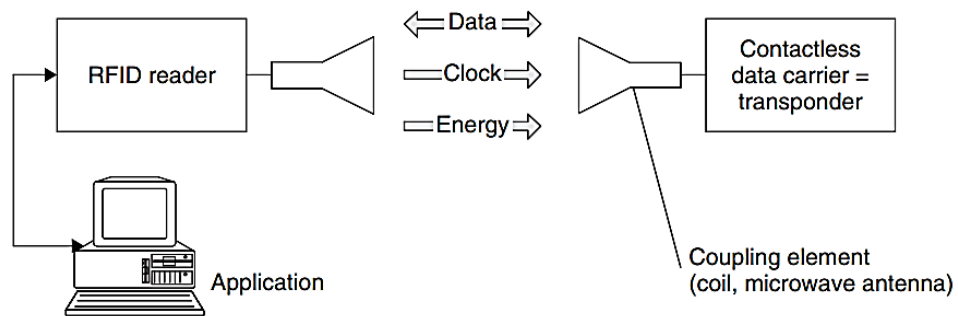 Data
RFID reader
Clock
Energy
Contactless
data carrier =
transponder
Application
Coupling element
(coil, microwave antenna)